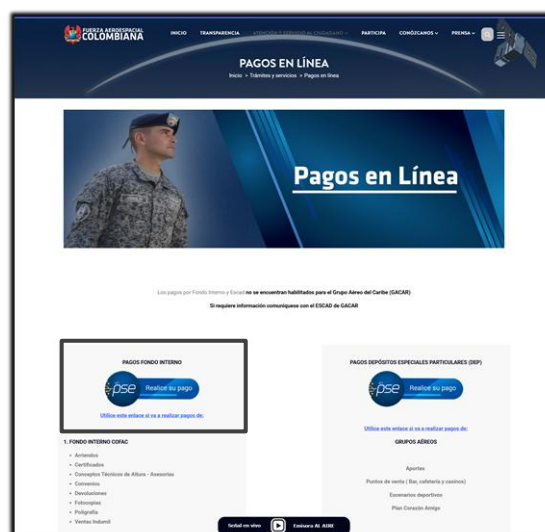 FUERZA AEROESPACIAL
COLOMBIANA
INICIO TRANSPARENCIA ATENCIÓN Y SERVICIO AL CIUDADANO PARTICIPA CONÓZCANOS PRENSA
PAGOS EN LÍNEA
Inicio » Trámites y servicios » Pagos en línea
Pagos en Línea
Los pagos por Fondo Interno y Escad no se encuentran habilitados para el Grupo Aéreo del Caribe (GACAR)
Si requiere información comuníquese con el ESCAD de GACAR
PAGOS FONDO INTERNO
pse Realice su pago
Utilice este enlace si va a realizar pagos de:
1. FONDO INTERNO COFAC
Arriendos
Certificados
Conceptos Técnicos de Altura - Asesorías
Convenios
Devoluciones
Fotocopias
Poligrafía
Ventas Indumil
PAGOS DEPÓSITOS ESPECIALES PARTICULARES (DEP)
pse Realice su pago
Utilice este enlace si va a realizar pagos de:
GRUPOS AÉREOS
Aportes
Puntos de venta ( Bar, cafetería y casinos)
Escenarios deportivos
Plan Corazón Amigo
Señal en vivo Emisora AL AIRE